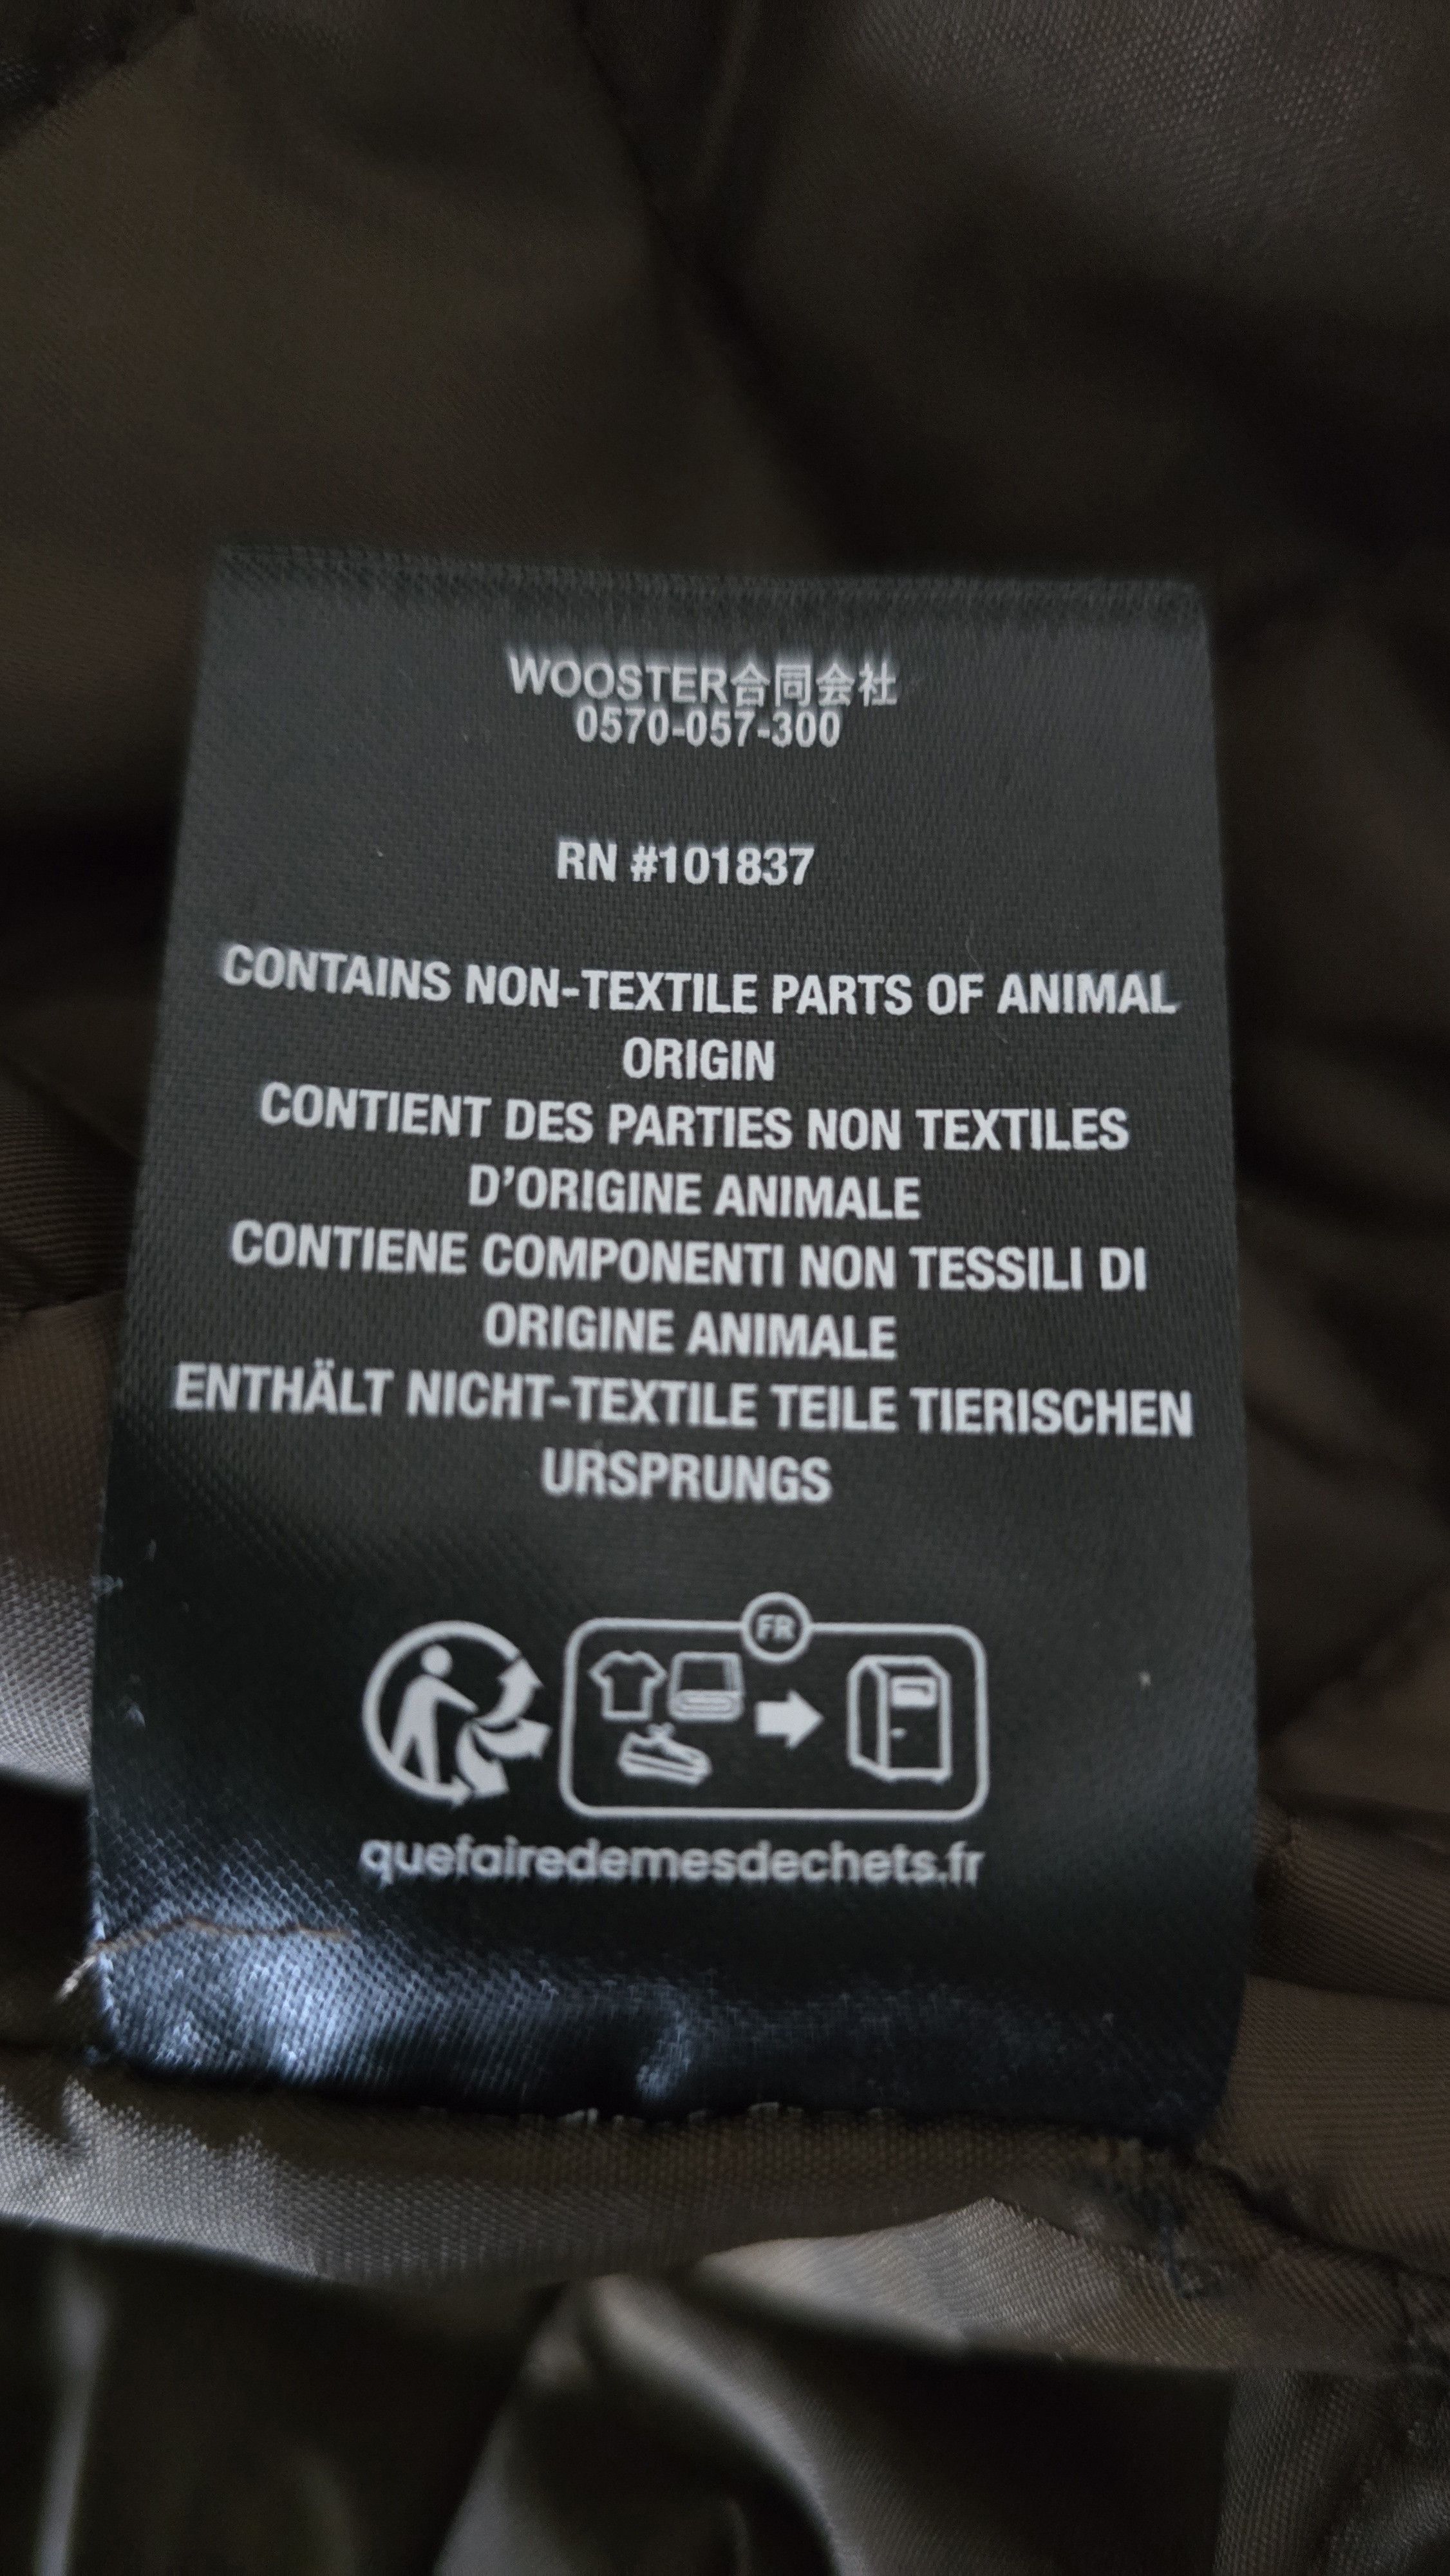 WOOSTER合同会社
0570-057-300
RN #101837
CONTAINS NON-TEXTILE PARTS OF ANIMAL
ORIGIN
CONTIENT DES PARTIES NON TEXTILES
D'ORIGINE ANIMALE
CONTIENE COMPONENTI NON TESSILI DI
ORIGINE ANIMALE
ENTHÄLT NICHT-TEXTILE TEILE TIERISCHEN
URSPRUNGS
FR
quefairedemesdechets.fr